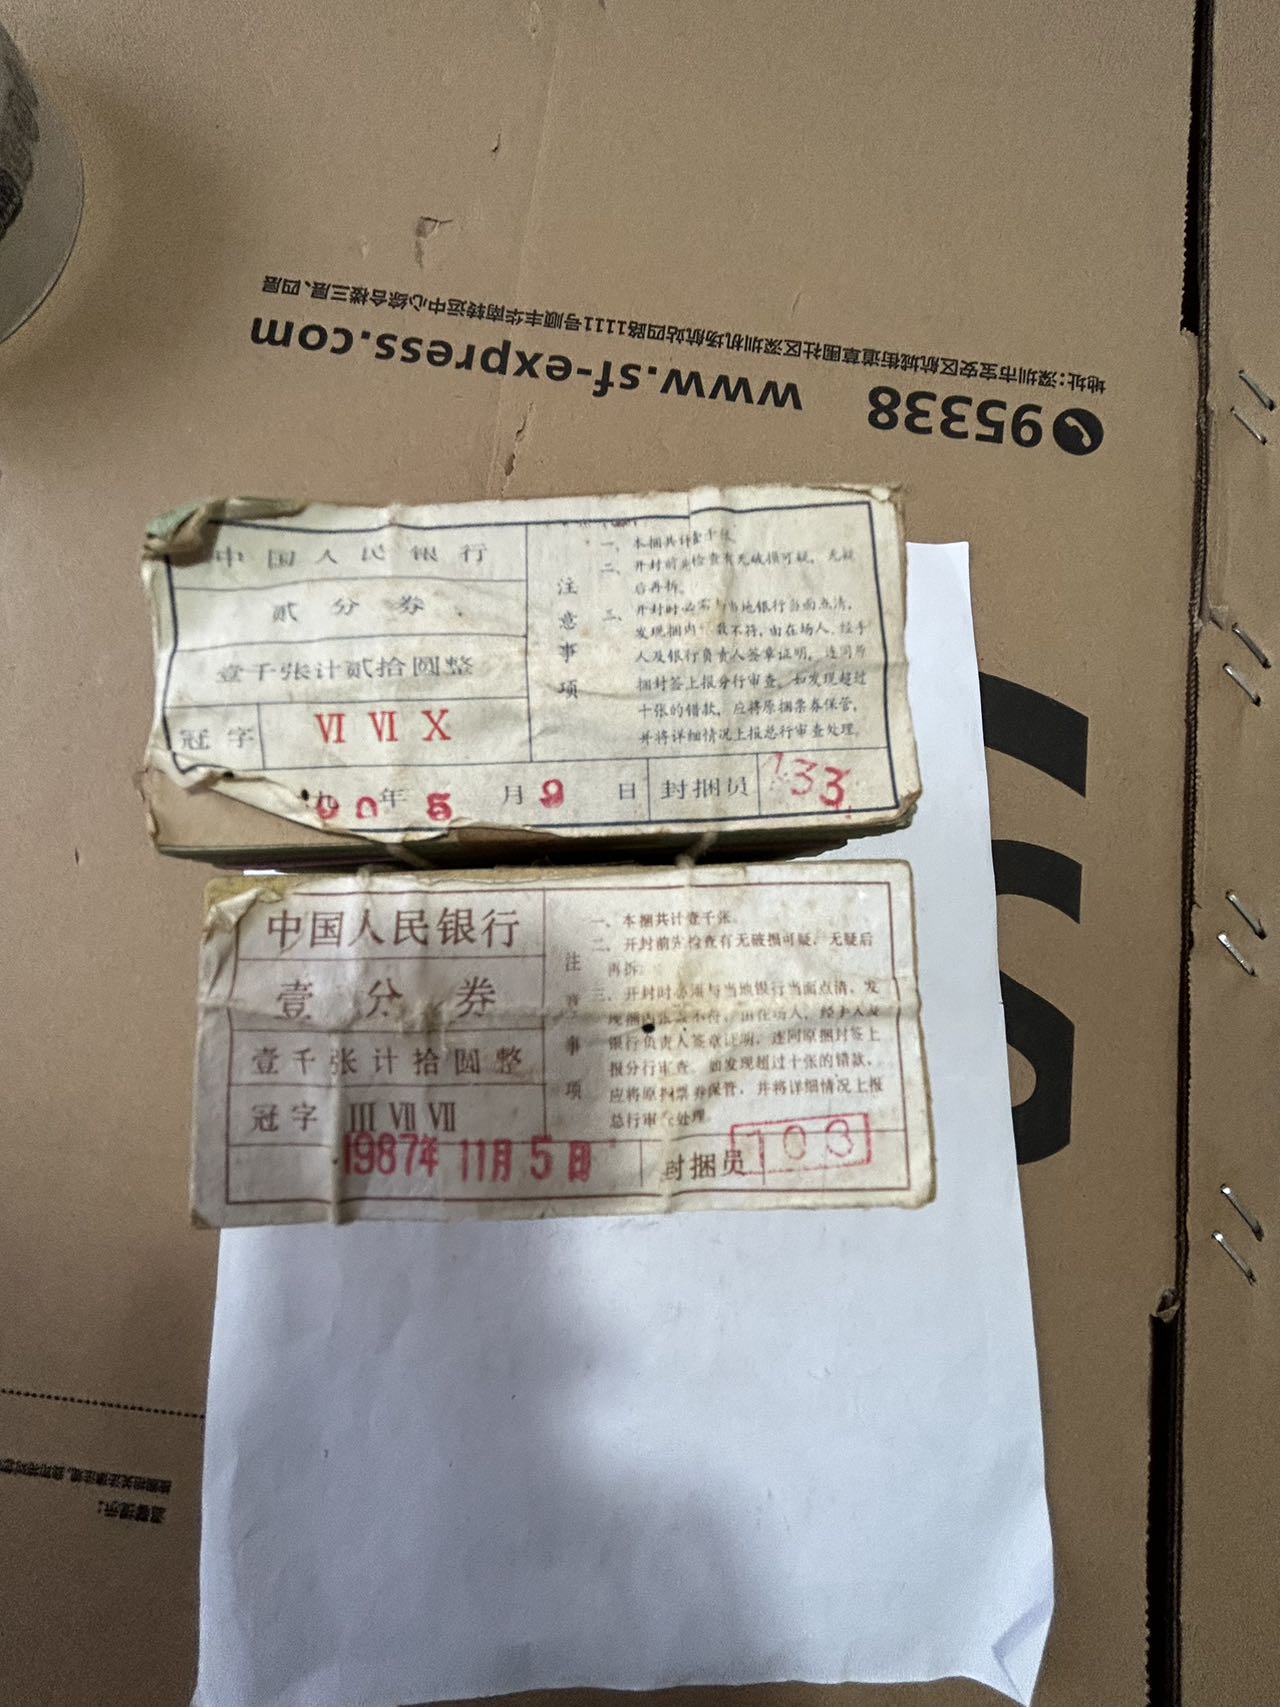 地址：深圳市宝安区航城街道草围社区深圳机场航站四路1111号顺丰华南转运中心综合楼三层、四层
95338 www.sf-express.com
中国人民银行
贰分券
壹千张计贰拾圆整
冠字 VI VI X
注意事项
一、本捆共计壹千张
二、开封前先检查有无破损可疑，无疑
后再拆。
三、开封时必需与当地银行当面点清，
发现捆内 数不符，由在场人、经手
人及银行负责人签章证明，连同原
捆封签上报分行审查，如发现超过
十张的错款，应将原捆票券保管，
并将详细情况上报总行审查处理。
90年5月9日 封捆员 33
中国人民银行
壹分券
壹千张计拾圆整
冠字 III VII VII
注意事项
一、本捆共计壹千张。
二、开封前先检查有无破损可疑，无疑后
再拆。
三、开封时必须与当地银行当面点清，发
现捆内张数不符，由在场人，经手人及
银行负责人签章证明，连同原捆封签上
报分行审查。如发现超过十张的错款，
应将原捆票券保管，并将详细情况上报
总行审查处理。
1987年11月5日 封捆员 103
温馨提示：